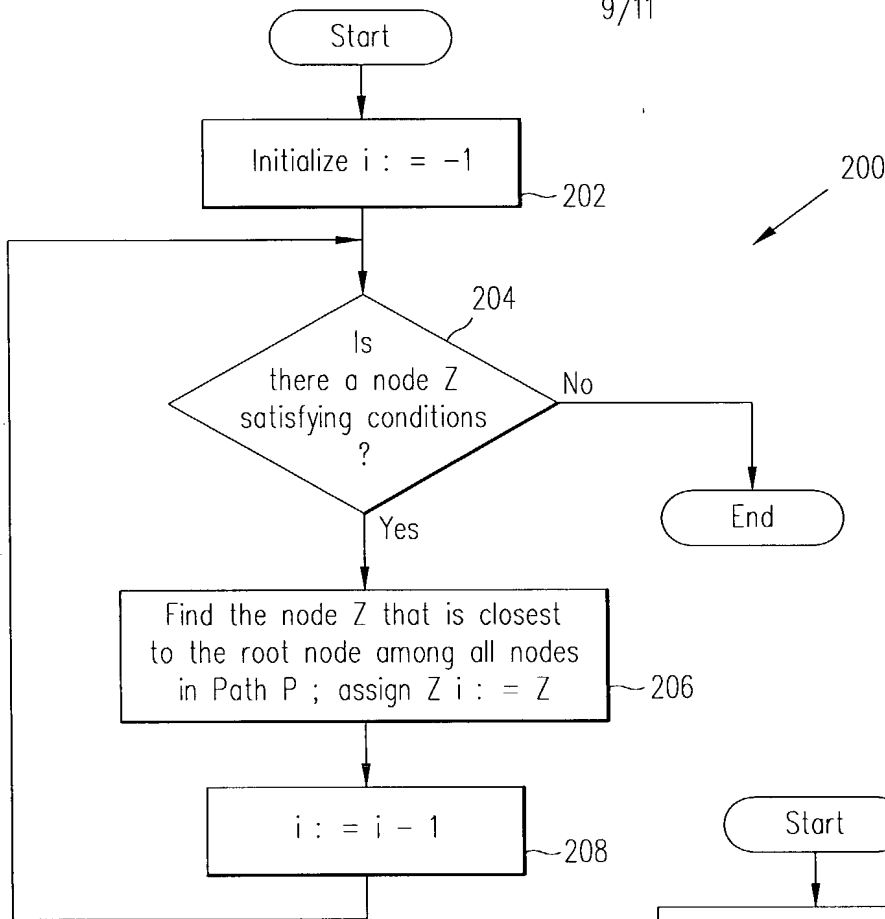 9/11
Start
Initialize i : = -1
202
200
204
Is
there a node Z
satisfying conditions
?
No
End
Yes
Find the node Z that is closest
to the root node among all nodes
in Path P ; assign Z i : = Z
206
i : = i - 1
208
Start